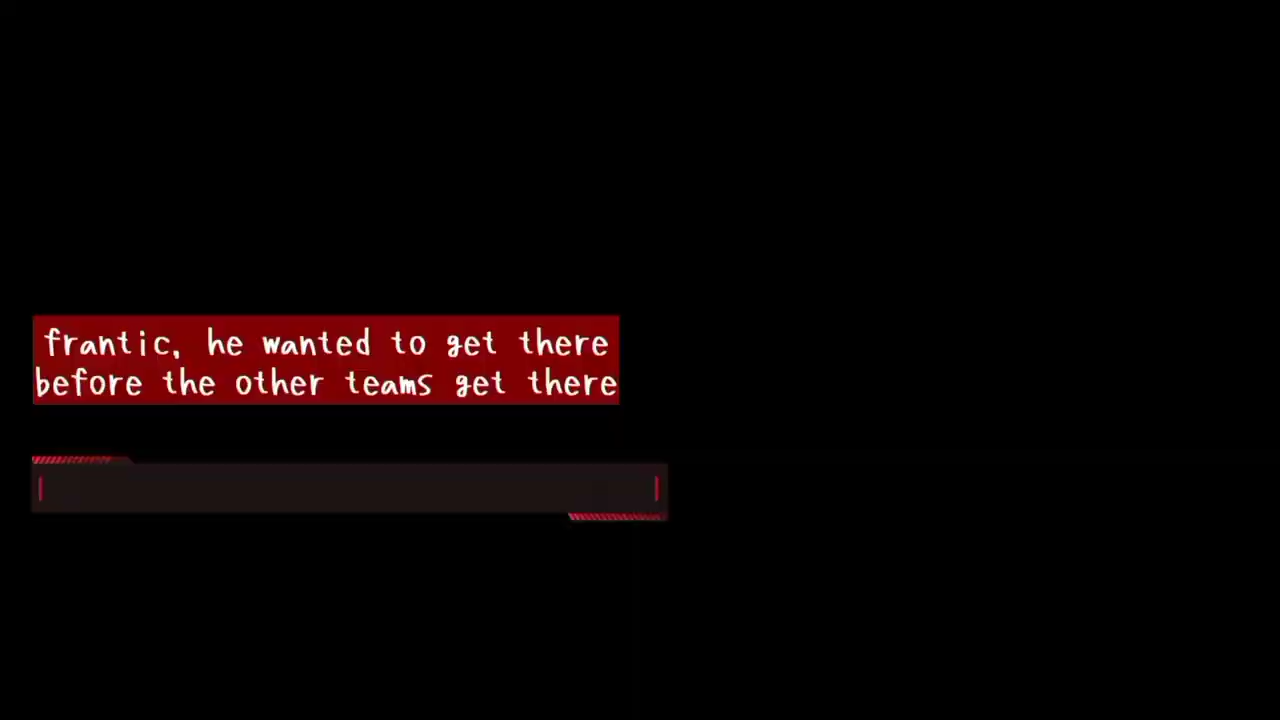 frantic, he wanted to get there
before the other teams get there